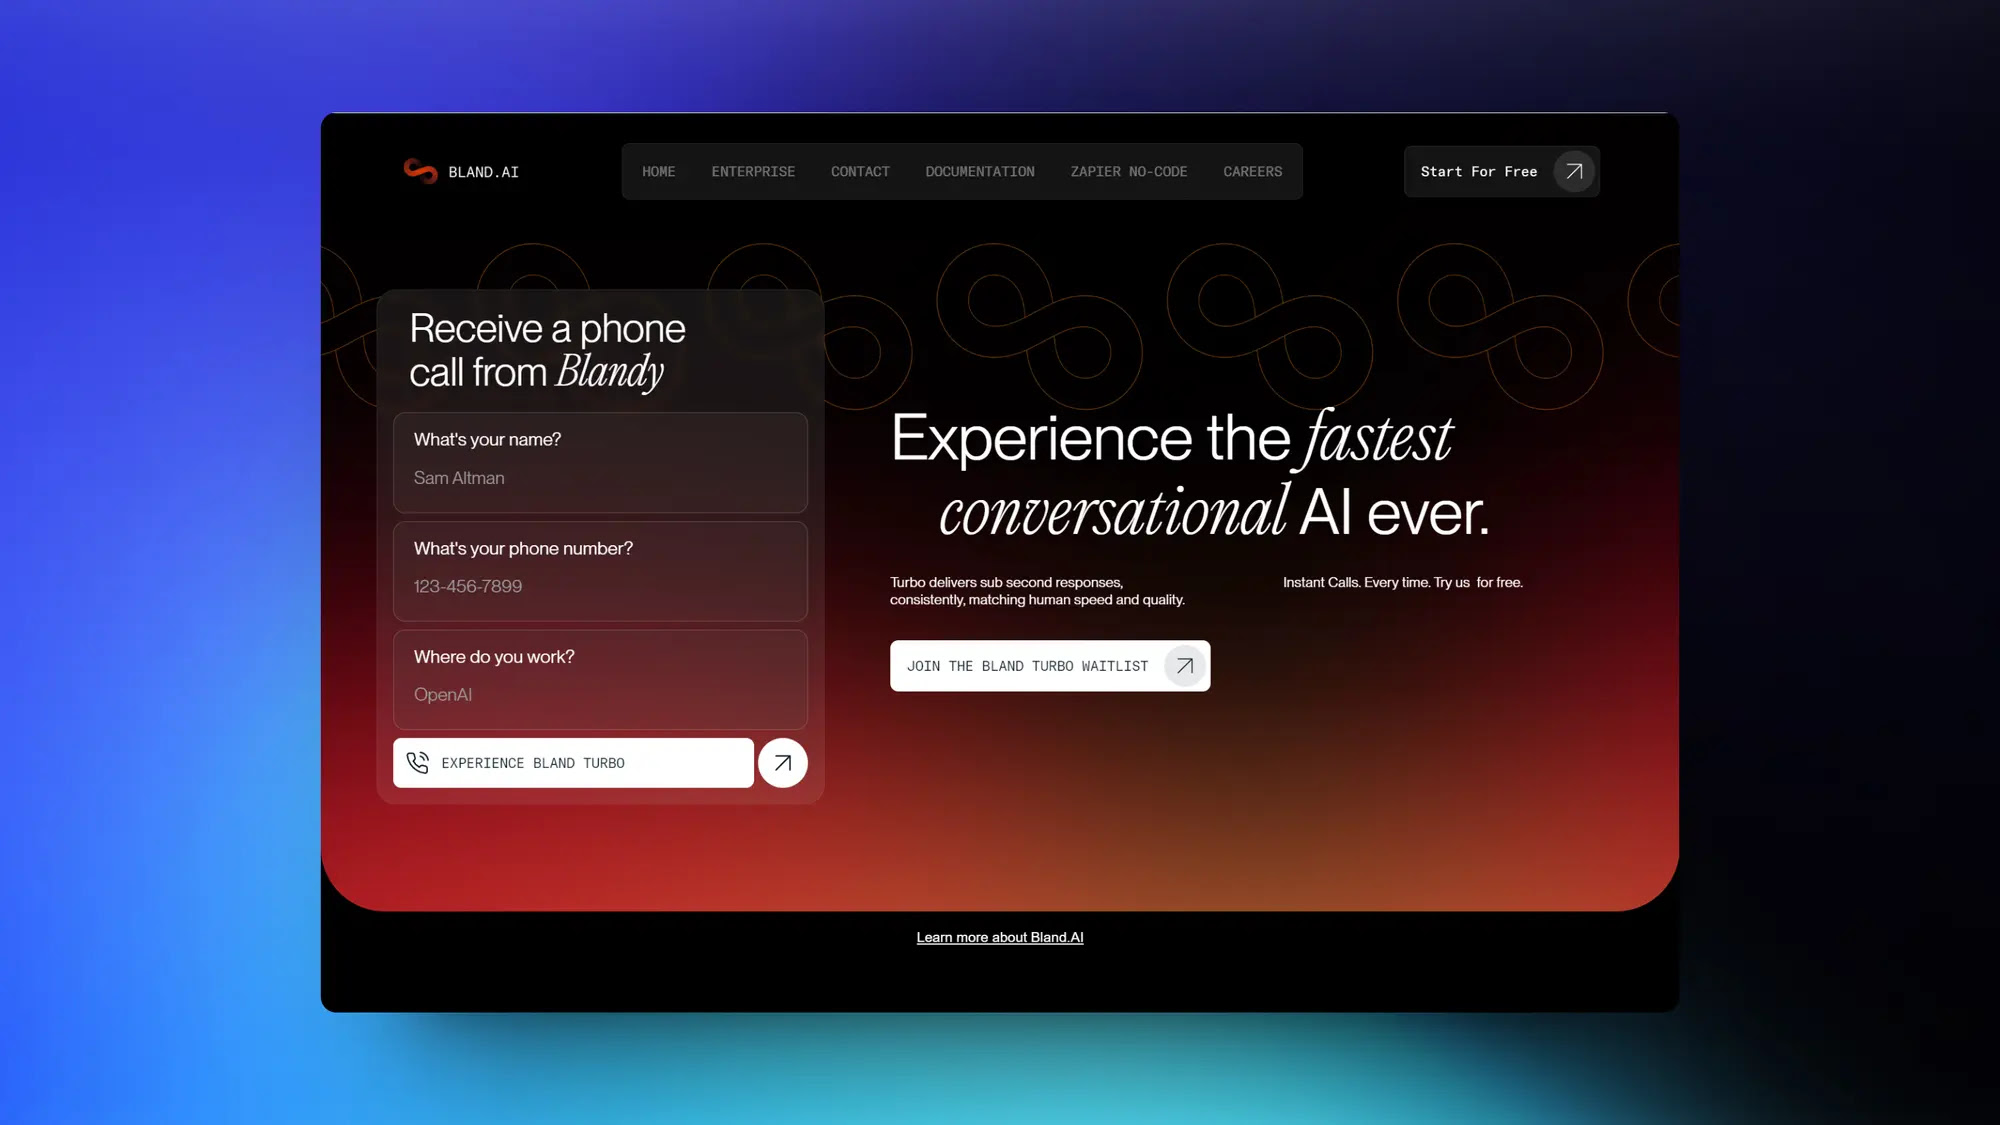 BLAND.AI
HOME
ENTERPRISE
CONTACT
DOCUMENTATION
ZAPIER NO-CODE
CAREERS
Start For Free
Receive a phone
call from Blandy
What's your name?
Sam Altman
What's your phone number?
123-456-7899
Where do you work?
OpenAI
EXPERIENCE BLAND TURBO
Experience the fastest
conversational AI ever.
Turbo delivers sub second responses,
consistently, matching human speed and quality.
Instant Calls. Every time. Try us for free.
JOIN THE BLAND TURBO WAITLIST
Learn more about Bland.AI